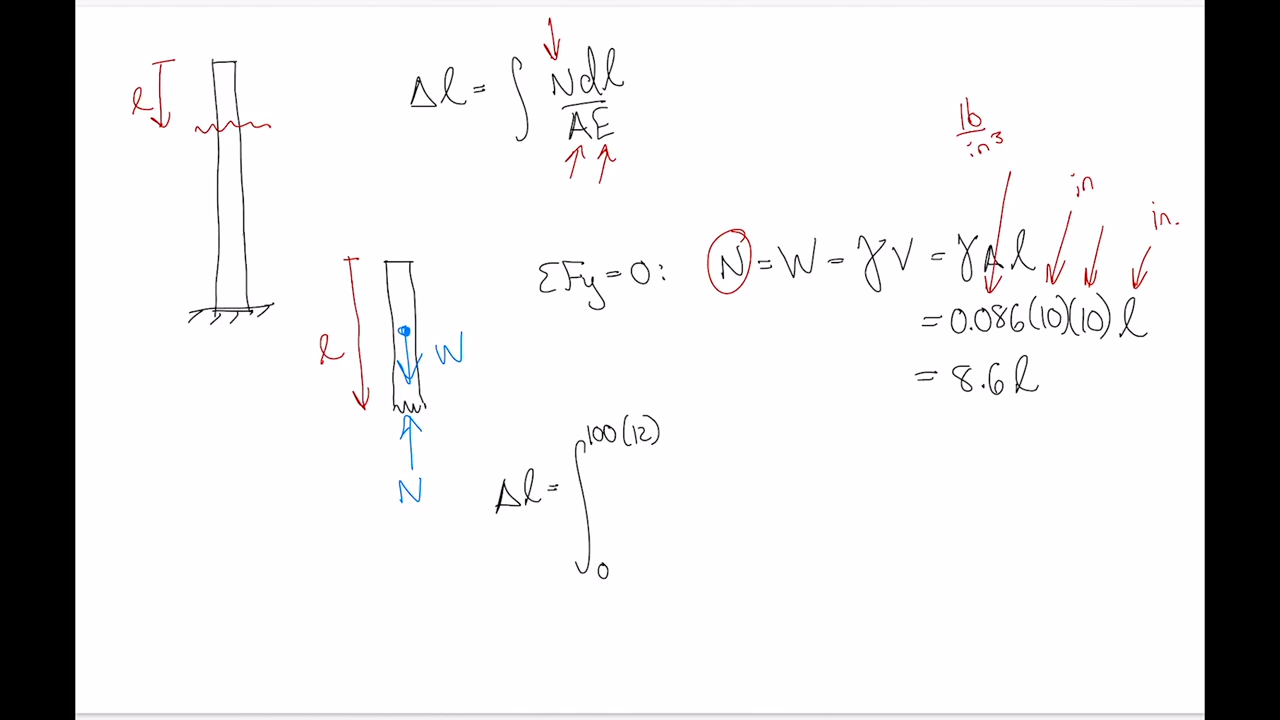 l
Δl = ∫ Ndl / AE
lb / in³
in
in.
ΣFy = 0: N = W = γV = γAl
= 0.086(10)(10) l
= 8.6 l
l
W
N
Δl = ∫ 0 100(12)